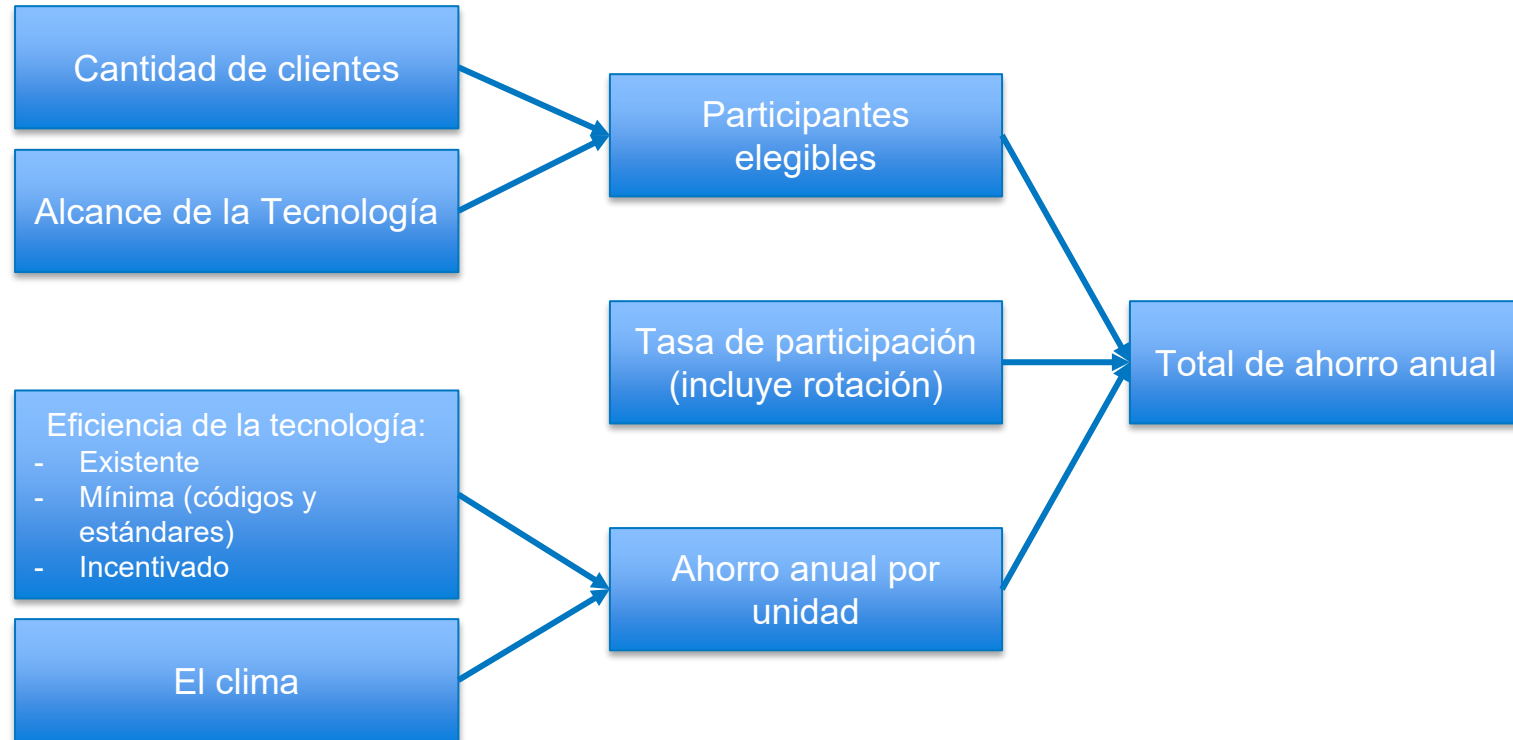 Cantidad de clientes
Alcance de la Tecnología
Participantes
elegibles
Tasa de participación
(incluye rotación)
Total de ahorro anual
Eficiencia de la tecnología:
- Existente
- Mínima (códigos y
estándares)
- Incentivado
Ahorro anual por
unidad
El clima